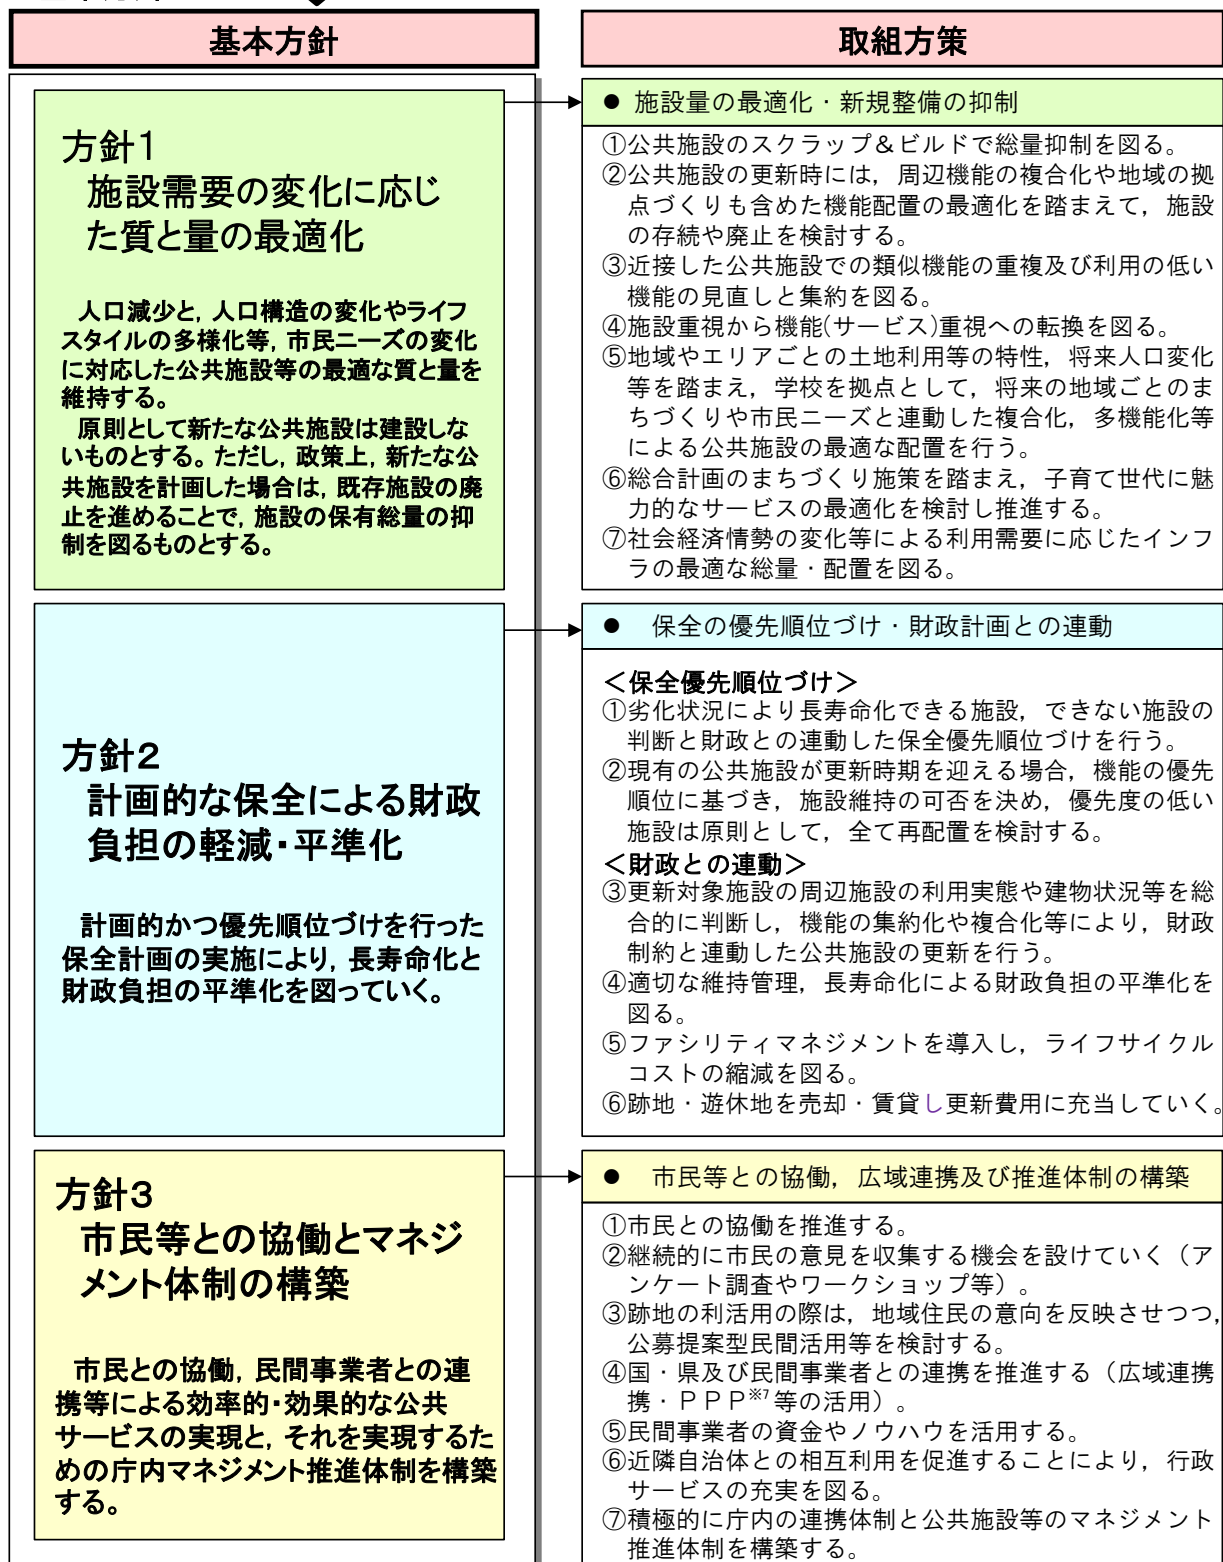 基本方針
取組方策
方針１
施設需要の変化に応じ
た質と量の最適化
人口減少と，人口構造の変化やライフ
スタイルの多様化等，市民ニーズの変化
に対応した公共施設等の最適な質と量を
維持する。
原則として新たな公共施設は建設しな
いものとする。ただし，政策上，新たな公
共施設を計画した場合は，既存施設の廃
止を進めることで，施設の保有総量の抑
制を図るものとする。
● 施設量の最適化・新規整備の抑制
①公共施設のスクラップ＆ビルドで総量抑制を図る。
②公共施設の更新時には，周辺機能の複合化や地域の拠
点づくりも含めた機能配置の最適化を踏まえて，施設
の存続や廃止を検討する。
③近接した公共施設での類似機能の重複及び利用の低い
機能の見直しと集約を図る。
④施設重視から機能(サービス)重視への転換を図る。
⑤地域やエリアごとの土地利用等の特性，将来人口変化
等を踏まえ，学校を拠点として，将来の地域ごとのま
ちづくりや市民ニーズと連動した複合化，多機能化等
による公共施設の最適な配置を行う。
⑥総合計画のまちづくり施策を踏まえ，子育て世代に魅
力的なサービスの最適化を検討し推進する。
⑦社会経済情勢の変化等による利用需要に応じたインフ
ラの最適な総量・配置を図る。
方針２
計画的な保全による財政
負担の軽減・平準化
計画的かつ優先順位づけを行った
保全計画の実施により，長寿命化と
財政負担の平準化を図っていく。
● 保全の優先順位づけ・財政計画との連動
＜保全優先順位づけ＞
①劣化状況により長寿命化できる施設，できない施設の
判断と財政との連動した保全優先順位づけを行う。
②現有の公共施設が更新時期を迎える場合，機能の優先
順位に基づき，施設維持の可否を決め，優先度の低い
施設は原則として，全て再配置を検討する。
＜財政との連動＞
③更新対象施設の周辺施設の利用実態や建物状況等を総
合的に判断し，機能の集約化や複合化等により，財政
制約と連動した公共施設の更新を行う。
④適切な維持管理，長寿命化による財政負担の平準化を
図る。
⑤ファシリティマネジメントを導入し，ライフサイクル
コストの縮減を図る。
⑥跡地・遊休地を売却・賃貸し更新費用に充当していく。
方針３
市民等との協働とマネジ
メント体制の構築
市民との協働，民間事業者との連
携等による効率的・効果的な公共
サービスの実現と，それを実現するた
めの庁内マネジメント推進体制を構築
する。
● 市民等との協働，広域連携及び推進体制の構築
①市民との協働を推進する。
②継続的に市民の意見を収集する機会を設けていく（ア
ンケート調査やワークショップ等）。
③跡地の利活用の際は，地域住民の意向を反映させつつ，
公募提案型民間活用等を検討する。
④国・県及び民間事業者との連携を推進する（広域連携
携・ＰＰＰ※7等の活用）。
⑤民間事業者の資金やノウハウを活用する。
⑥近隣自治体との相互利用を促進することにより，行政
サービスの充実を図る。
⑦積極的に庁内の連携体制と公共施設等のマネジメント
推進体制を構築する。